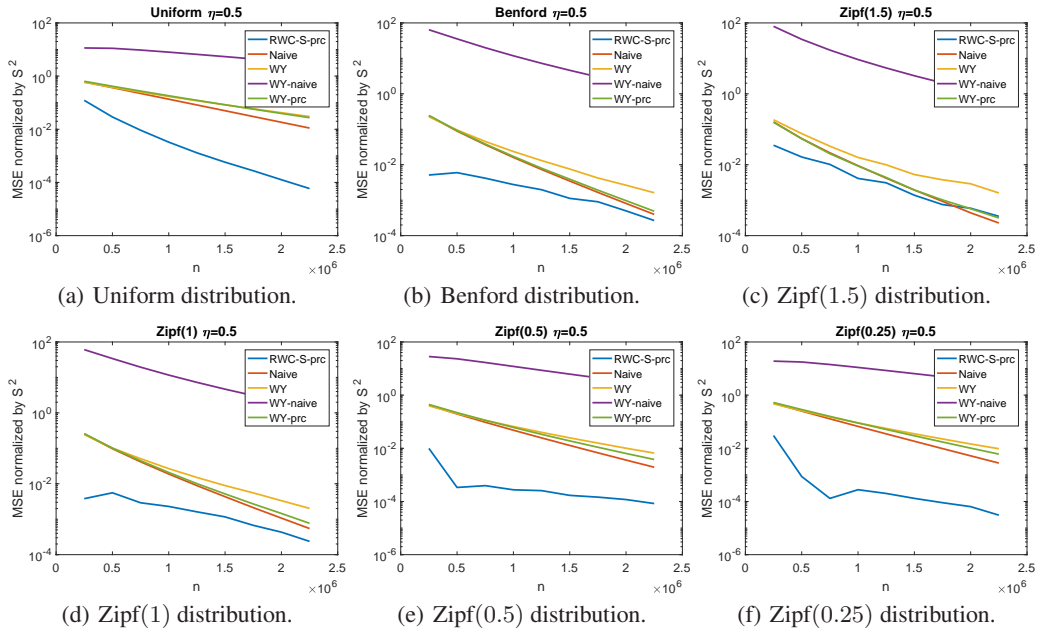 Uniform η=0.5
MSE normalized by S²
10²
10⁰
10⁻²
10⁻⁴
10⁻⁶
RWC-S-prc
Naive
WY
WY-naive
WY-prc
0 0.5 1 1.5 2 2.5
n ×10⁶
(a) Uniform distribution.
Benford η=0.5
MSE normalized by S²
10²
10⁰
10⁻²
10⁻⁴
RWC-S-prc
Naive
WY
WY-naive
WY-prc
0 0.5 1 1.5 2 2.5
n ×10⁶
(b) Benford distribution.
Zipf(1.5) η=0.5
MSE normalized by S²
10²
10⁰
10⁻²
10⁻⁴
RWC-S-prc
Naive
WY
WY-naive
WY-prc
0 0.5 1 1.5 2 2.5
n ×10⁶
(c) Zipf(1.5) distribution.
Zipf(1) η=0.5
MSE normalized by S²
10²
10⁰
10⁻²
10⁻⁴
RWC-S-prc
Naive
WY
WY-naive
WY-prc
0 0.5 1 1.5 2 2.5
n ×10⁶
(d) Zipf(1) distribution.
Zipf(0.5) η=0.5
MSE normalized by S²
10²
10⁰
10⁻²
10⁻⁴
10⁻⁶
RWC-S-prc
Naive
WY
WY-naive
WY-prc
0 0.5 1 1.5 2 2.5
n ×10⁶
(e) Zipf(0.5) distribution.
Zipf(0.25) η=0.5
MSE normalized by S²
10²
10⁰
10⁻²
10⁻⁴
10⁻⁶
RWC-S-prc
Naive
WY
WY-naive
WY-prc
0 0.5 1 1.5 2 2.5
n ×10⁶
(f) Zipf(0.25) distribution.